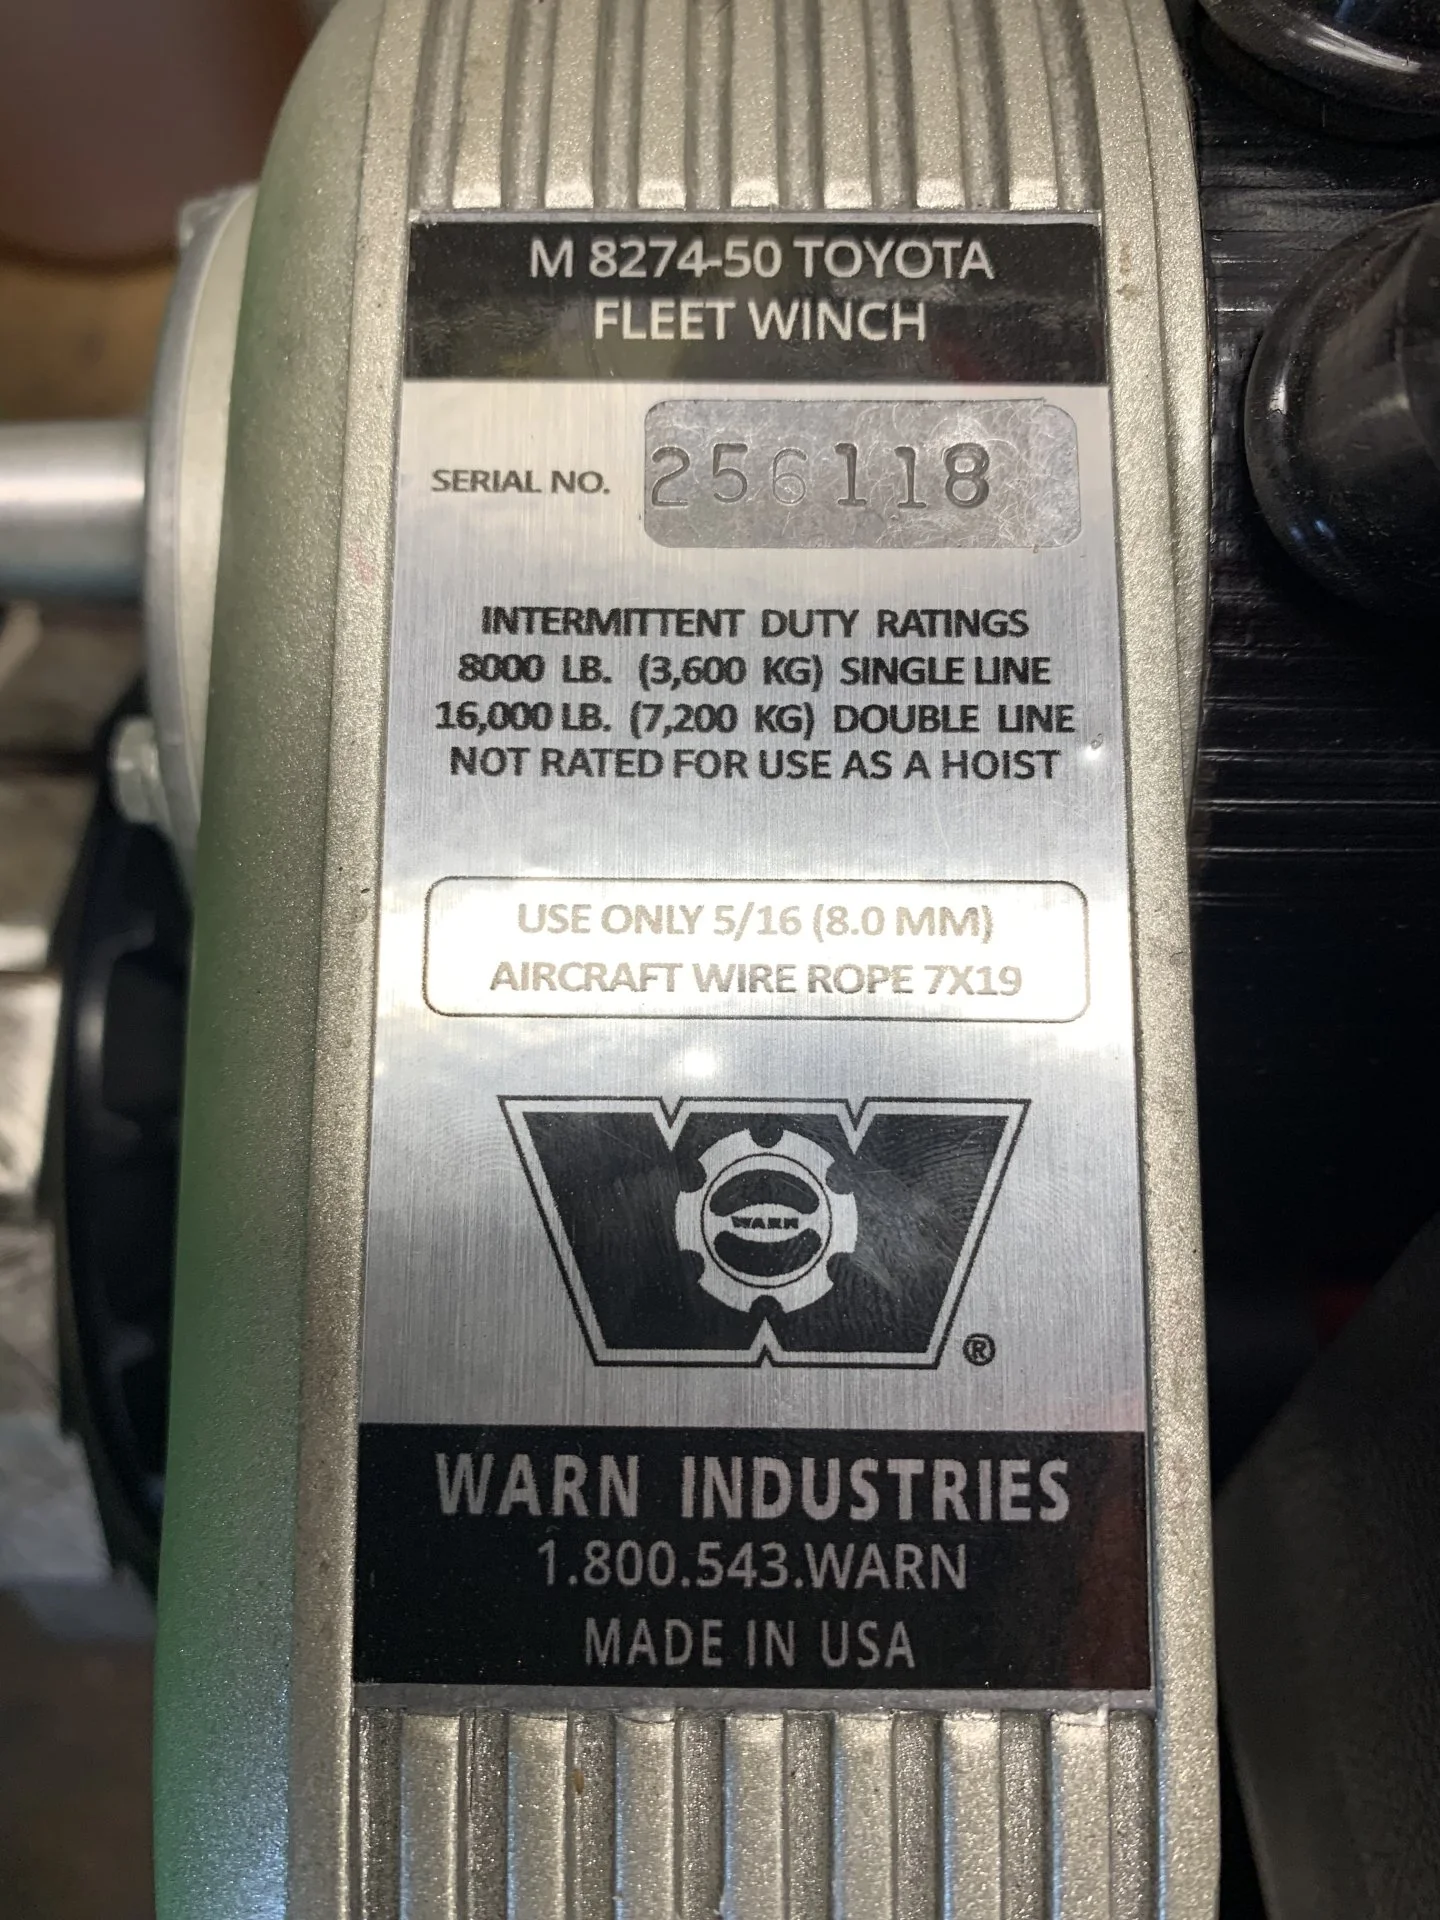 M 8274-50 TOYOTA
FLEET WINCH
SERIAL NO. 256118
INTERMITTENT DUTY RATINGS
8000 LB. (3,600 KG) SINGLE LINE
16,000 LB. (7,200 KG) DOUBLE LINE
NOT RATED FOR USE AS A HOIST
USE ONLY 5/16 (8.0 MM)
AIRCRAFT WIRE ROPE 7X19
WARN
®
WARN INDUSTRIES
1.800.543.WARN
MADE IN USA